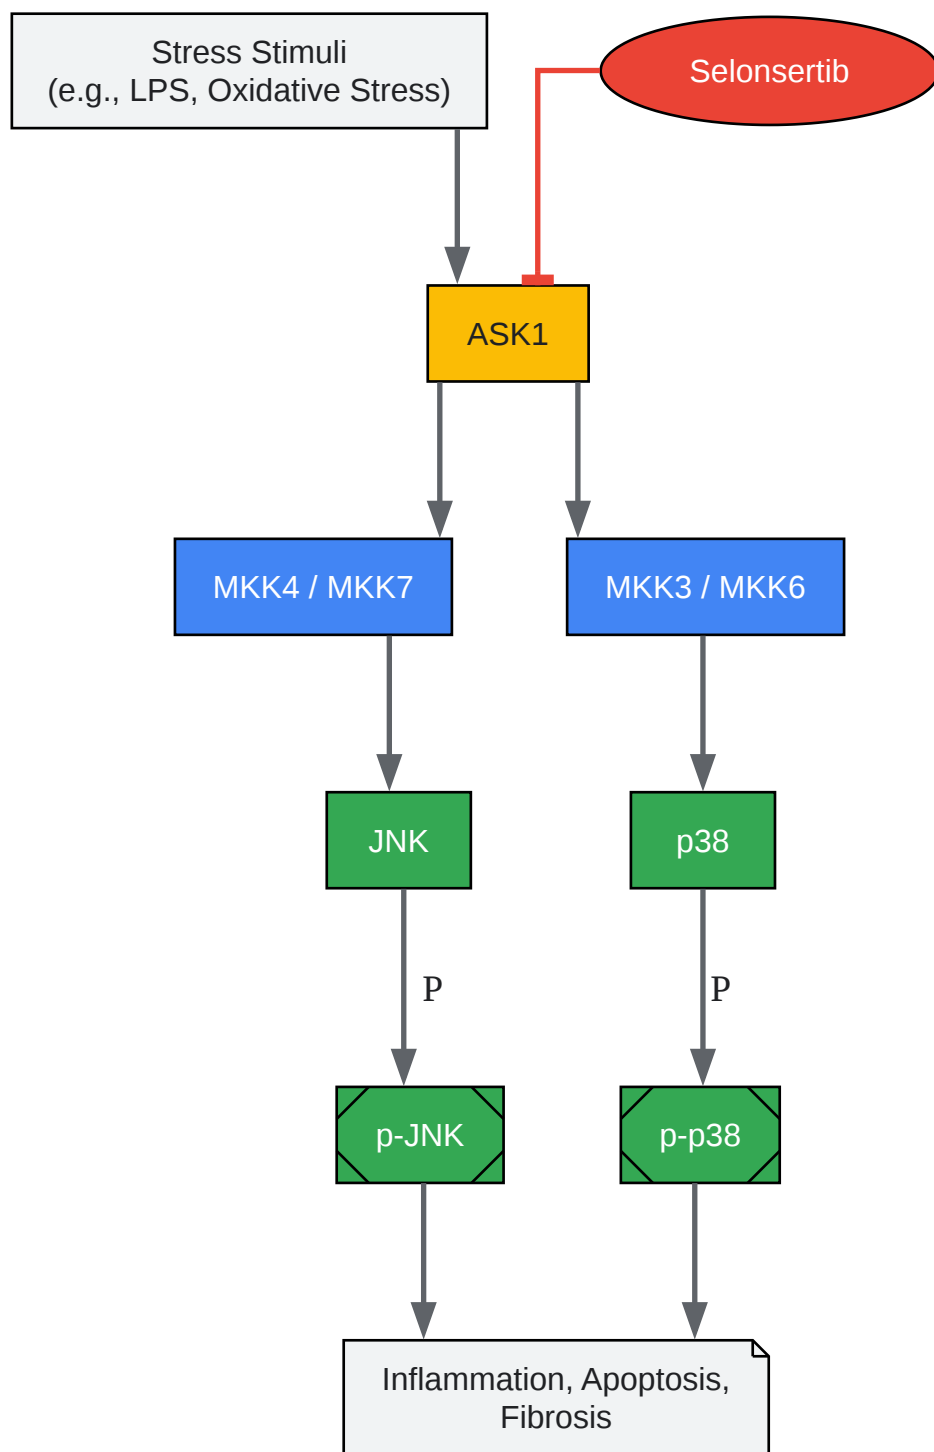 Stress Stimuli
(e.g., LPS, Oxidative Stress)
Selonsertib
ASK1
MKK4 / MKK7
MKK3 / MKK6
JNK
p38
P
P
p-JNK
p-p38
Inflammation, Apoptosis,
Fibrosis